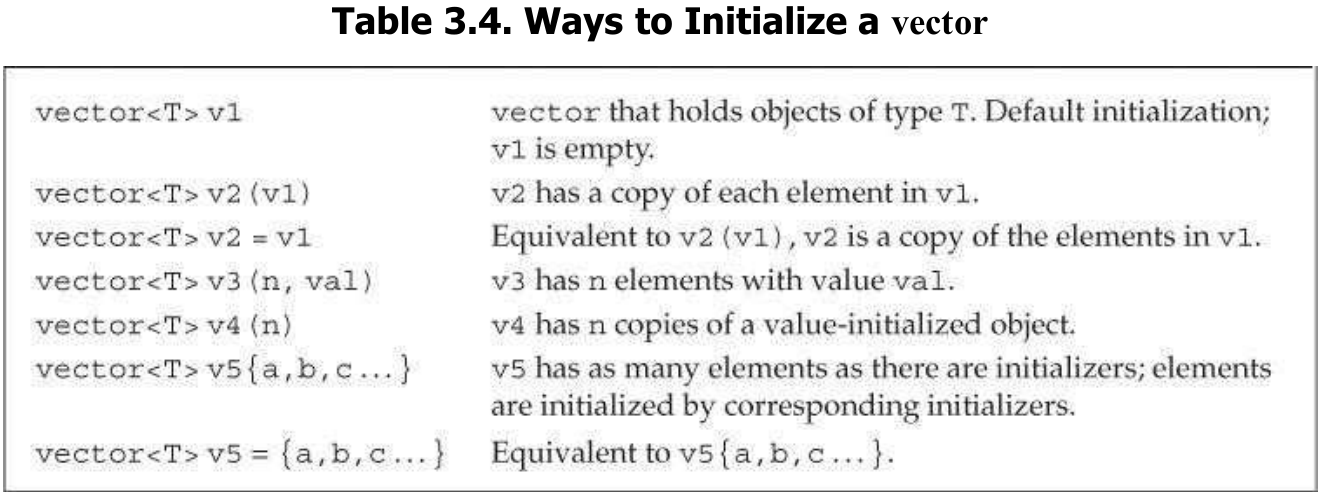 Table 3.4. Ways to Initialize a vector
vector<T> v1 vector that holds objects of type T. Default initialization;
v1 is empty.
vector<T> v2(v1) v2 has a copy of each element in v1.
vector<T> v2 = v1 Equivalent to v2(v1), v2 is a copy of the elements in v1.
vector<T> v3(n, val) v3 has n elements with value val.
vector<T> v4(n) v4 has n copies of a value-initialized object.
vector<T> v5{a,b,c...} v5 has as many elements as there are initializers; elements
are initialized by corresponding initializers.
vector<T> v5 = {a,b,c...} Equivalent to v5{a,b,c...}.